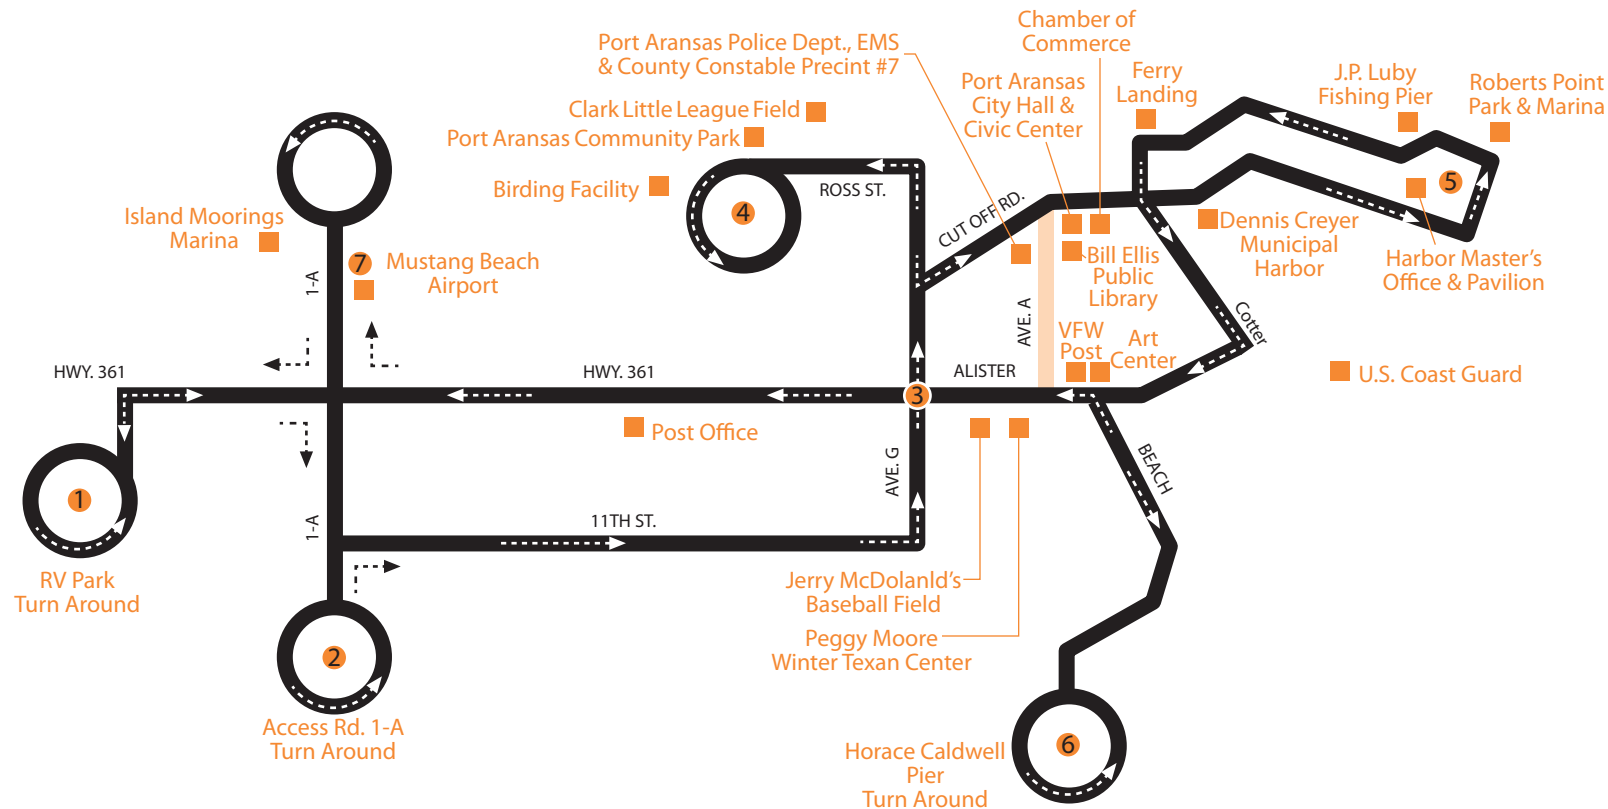 Chamber of
Commerce
Port Aransas Police Dept., EMS
& County Constable Precint #7
Port Aransas
City Hall &
Civic Center
Ferry
Landing
J.P. Luby
Fishing Pier
Roberts Point
Park & Marina
Clark Little League Field
Port Aransas Community Park
Birding Facility
ROSS ST.
4
5
CUT OFF RD.
Island Moorings
Marina
7
Mustang Beach
Airport
1-A
Dennis Creyer
Municipal
Harbor
Harbor Master's
Office & Pavilion
Bill Ellis
Public
Library
AVE. A
VFW
Post
Art
Center
Cotter
HWY. 361
HWY. 361
ALISTER
3
U.S. Coast Guard
Post Office
AVE. G
BEACH
1
1-A
11TH ST.
RV Park
Turn Around
Jerry McDolanld's
Baseball Field
Peggy Moore
Winter Texan Center
2
Access Rd. 1-A
Turn Around
6
Horace Caldwell
Pier
Turn Around